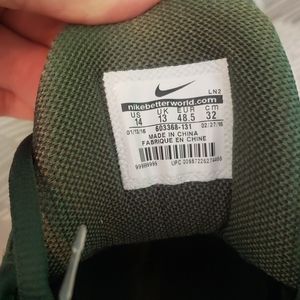 LN2
nikebetterworld.com
US UK EUR cm
14 13 48.5 32
01/13/16 603368-131 02/27/16
MADE IN CHINA
FABRIQUÉ EN CHINE